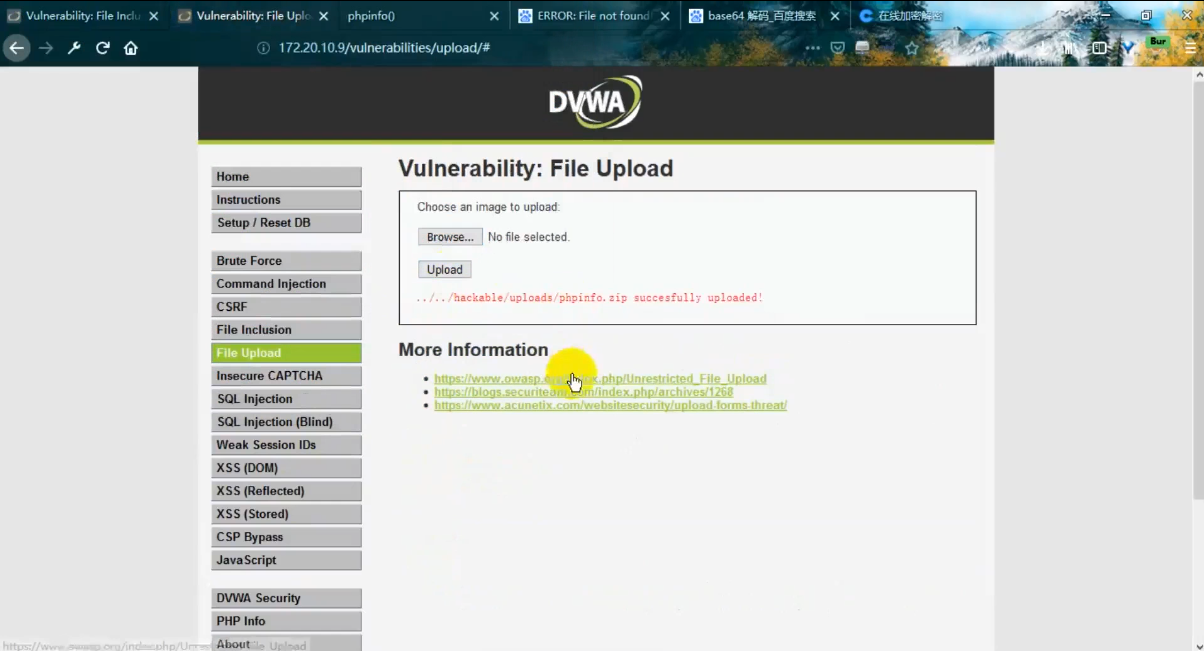 Vulnerability: File Inclu
Vulnerability: File Uplo
phpinfo()
ERROR: File not found
base64 解码_百度搜索
在线加密解密
172.20.10.9/vulnerabilities/upload/#
Bur
DVWA
Home
Instructions
Setup / Reset DB
Brute Force
Command Injection
CSRF
File Inclusion
File Upload
Insecure CAPTCHA
SQL Injection
SQL Injection (Blind)
Weak Session IDs
XSS (DOM)
XSS (Reflected)
XSS (Stored)
CSP Bypass
JavaScript
DVWA Security
PHP Info
About
Vulnerability: File Upload
Choose an image to upload:
Browse... No file selected.
Upload
../../hackable/uploads/phpinfo.zip succesfully uploaded!
More Information
https://www.owasp.org/index.php/Unrestricted_File_Upload
https://blogs.securiteam.com/index.php/archives/1268
https://www.acunetix.com/websitesecurity/upload-forms-threat/
https://www.owasp.org/index.php/Unrestricted_File_Upload